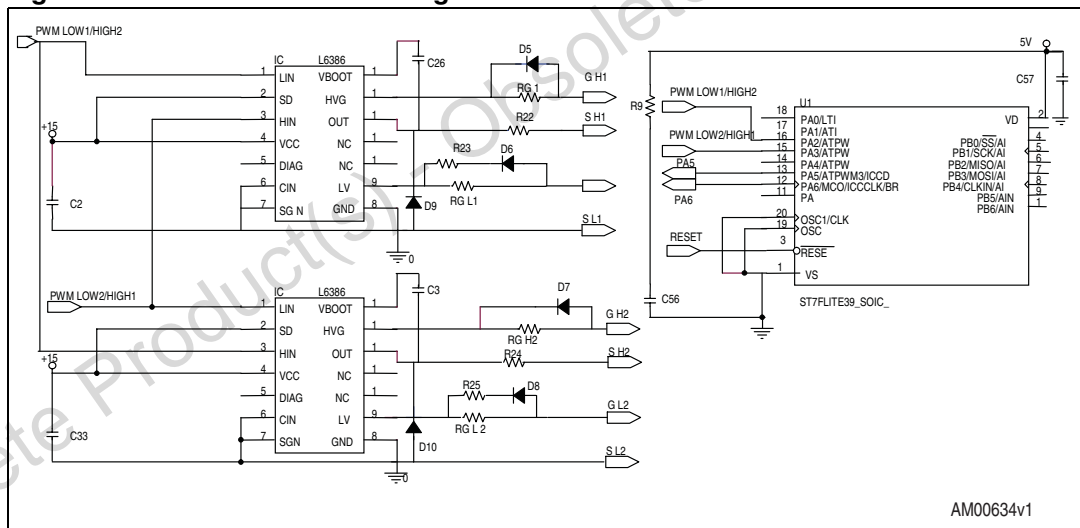 PWM LOW1/HIGH2
IC L6386
1 LIN VBOOT 1
2 SD HVG 1
3 HIN OUT 1
4 VCC NC 1
5 DIAG NC 1
6 CIN LV 9
7 SG N GND 8
+15
C2
C26
D5
RG 1
G H1
R22
S H1
R23
D6
RG L1
D9
S L1
0
PWM LOW2/HIGH1
IC L6386
1 LIN VBOOT 1
2 SD HVG 1
3 HIN OUT 1
4 VCC NC 1
5 DIAG NC 1
6 CIN LV 9
7 SGN GND 8
+15
C33
C3
D7
RG H2
G H2
R24
S H2
R25
D8
RG L 2
G L2
D10
S L2
0
5V
C57
R9
U1
PWM LOW1/HIGH2
PWM LOW2/HIGH1
PA5
PA6
RESET
C56
18 PA0/LTI
17 PA1/ATI
16 PA2/ATPW
15 PA3/ATPW
14 PA4/ATPW
13 PA5/ATPWM3/ICCD
12 PA6/MCO/ICCCLK/BR
11 PA
20 OSC1/CLK
19 OSC
3 RESE
1 VS
VD 2
PB0/SS/AI 4
PB1/SCK/AI 5
PB2/MISO/AI 6
PB3/MOSI/AI 7
PB4/CLKIN/AI 8
PB5/AIN 9
PB6/AIN 1
ST7FLITE39_SOIC_
AM00634v1
ete Product(s) - Obsolete